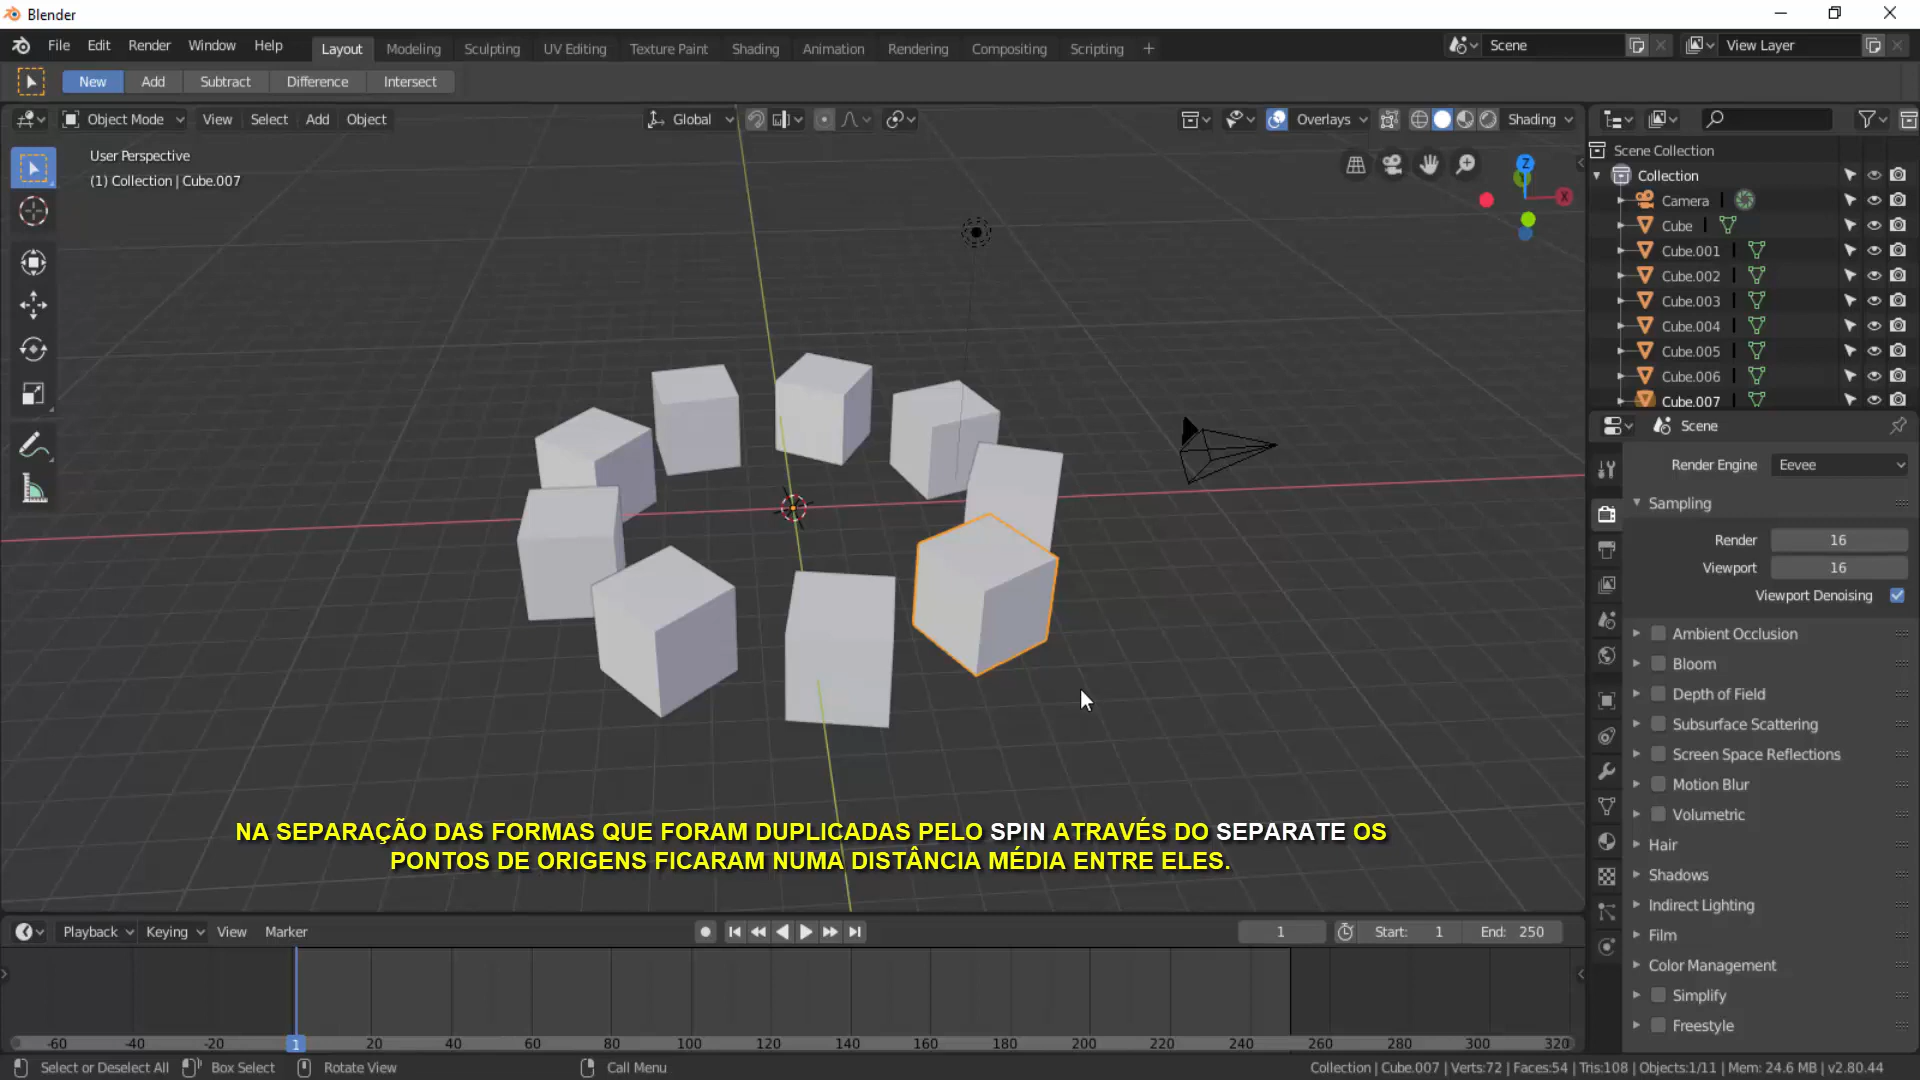 Blender
File Edit Render Window Help Layout Modeling Sculpting UV Editing Texture Paint Shading Animation Rendering Compositing Scripting + Scene View Layer
New Add Subtract Difference Intersect
Object Mode View Select Add Object Global Overlays Shading
User Perspective
(1) Collection | Cube.007
Z
X
Scene Collection
Collection
Camera
Cube
Cube.001
Cube.002
Cube.003
Cube.004
Cube.005
Cube.006
Cube.007
Scene
Render Engine Eevee
Sampling
Render 16
Viewport 16
Viewport Denoising
Ambient Occlusion
Bloom
Depth of Field
Subsurface Scattering
Screen Space Reflections
Motion Blur
Volumetric
Hair
Shadows
Indirect Lighting
Film
Color Management
Simplify
Freestyle
NA SEPARAÇÃO DAS FORMAS QUE FORAM DUPLICADAS PELO SPIN ATRAVÉS DO SEPARATE OS
PONTOS DE ORIGENS FICARAM NUMA DISTÂNCIA MÉDIA ENTRE ELES.
Playback Keying View Marker 1 Start: 1 End: 250
-60 -40 -20 1 20 40 60 80 100 120 140 160 180 200 220 240 260 280 300 320
Select or Deselect All Box Select Rotate View Call Menu Collection | Cube.007 | Verts:72 | Faces:54 | Tris:108 | Objects:1/11 | Mem: 24.6 MB | v2.80.44